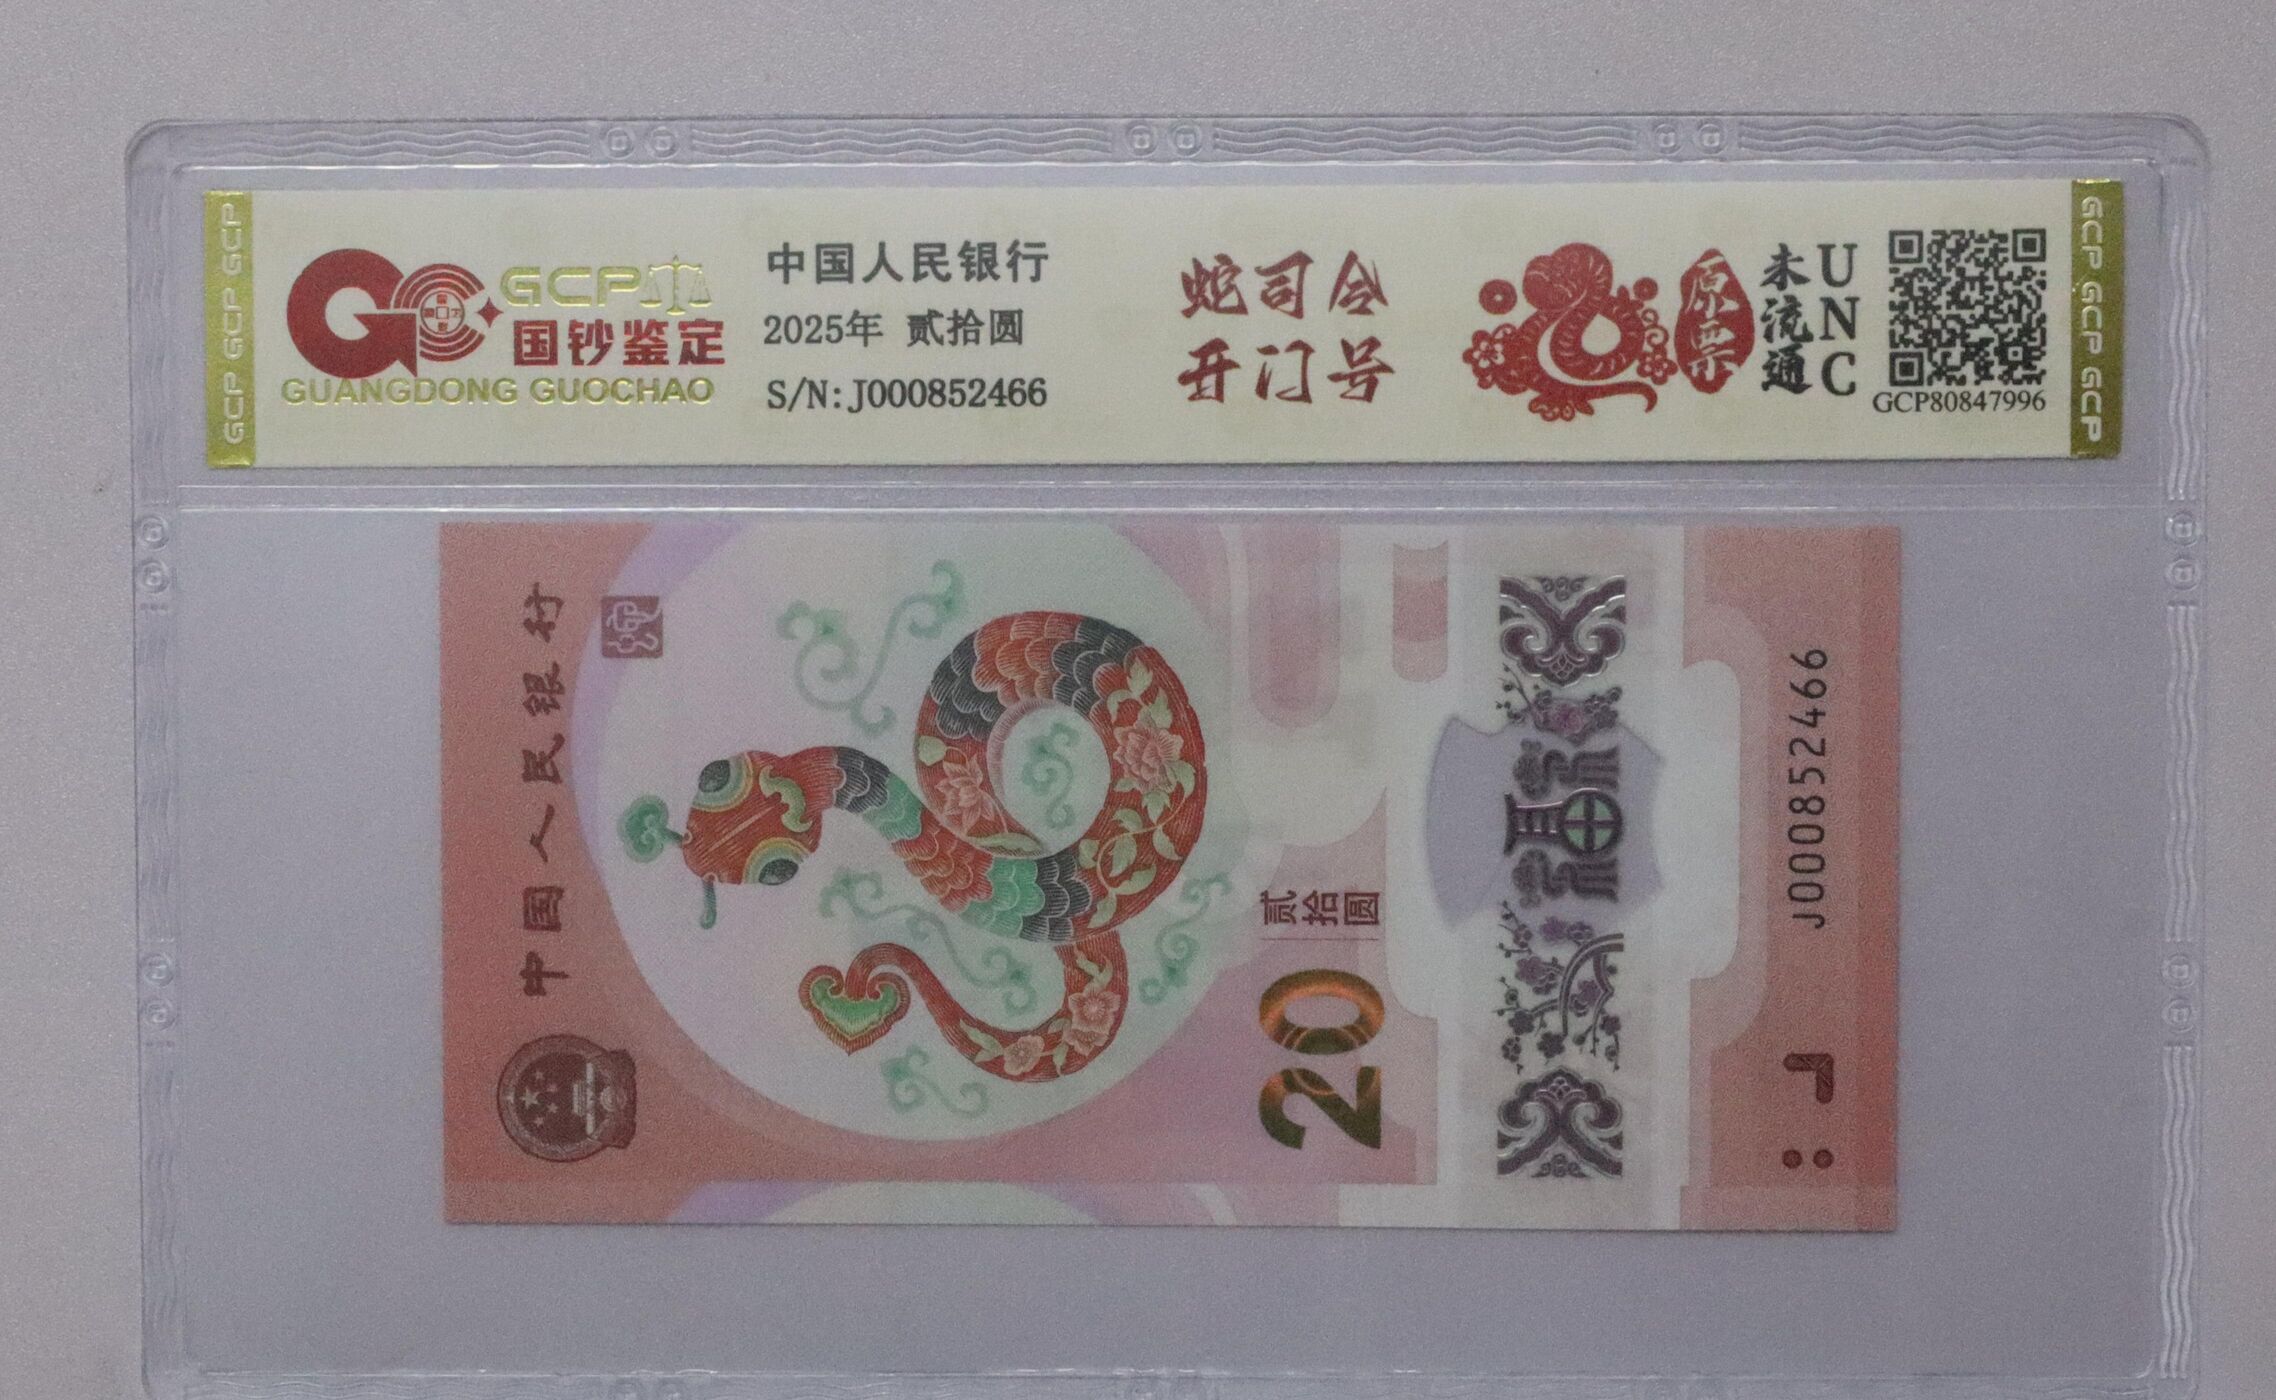 GCP GCP GCP
GCP
国钞鉴定
GUANGDONG GUOCHAO
中国人民银行
2025年 贰拾圆
S/N:J000852466
蛇司令
开门号
原票
未流通
UNC
GCP80847996
GCP GCP GCP
中国人民银行
20
贰拾圆
福
J000852466